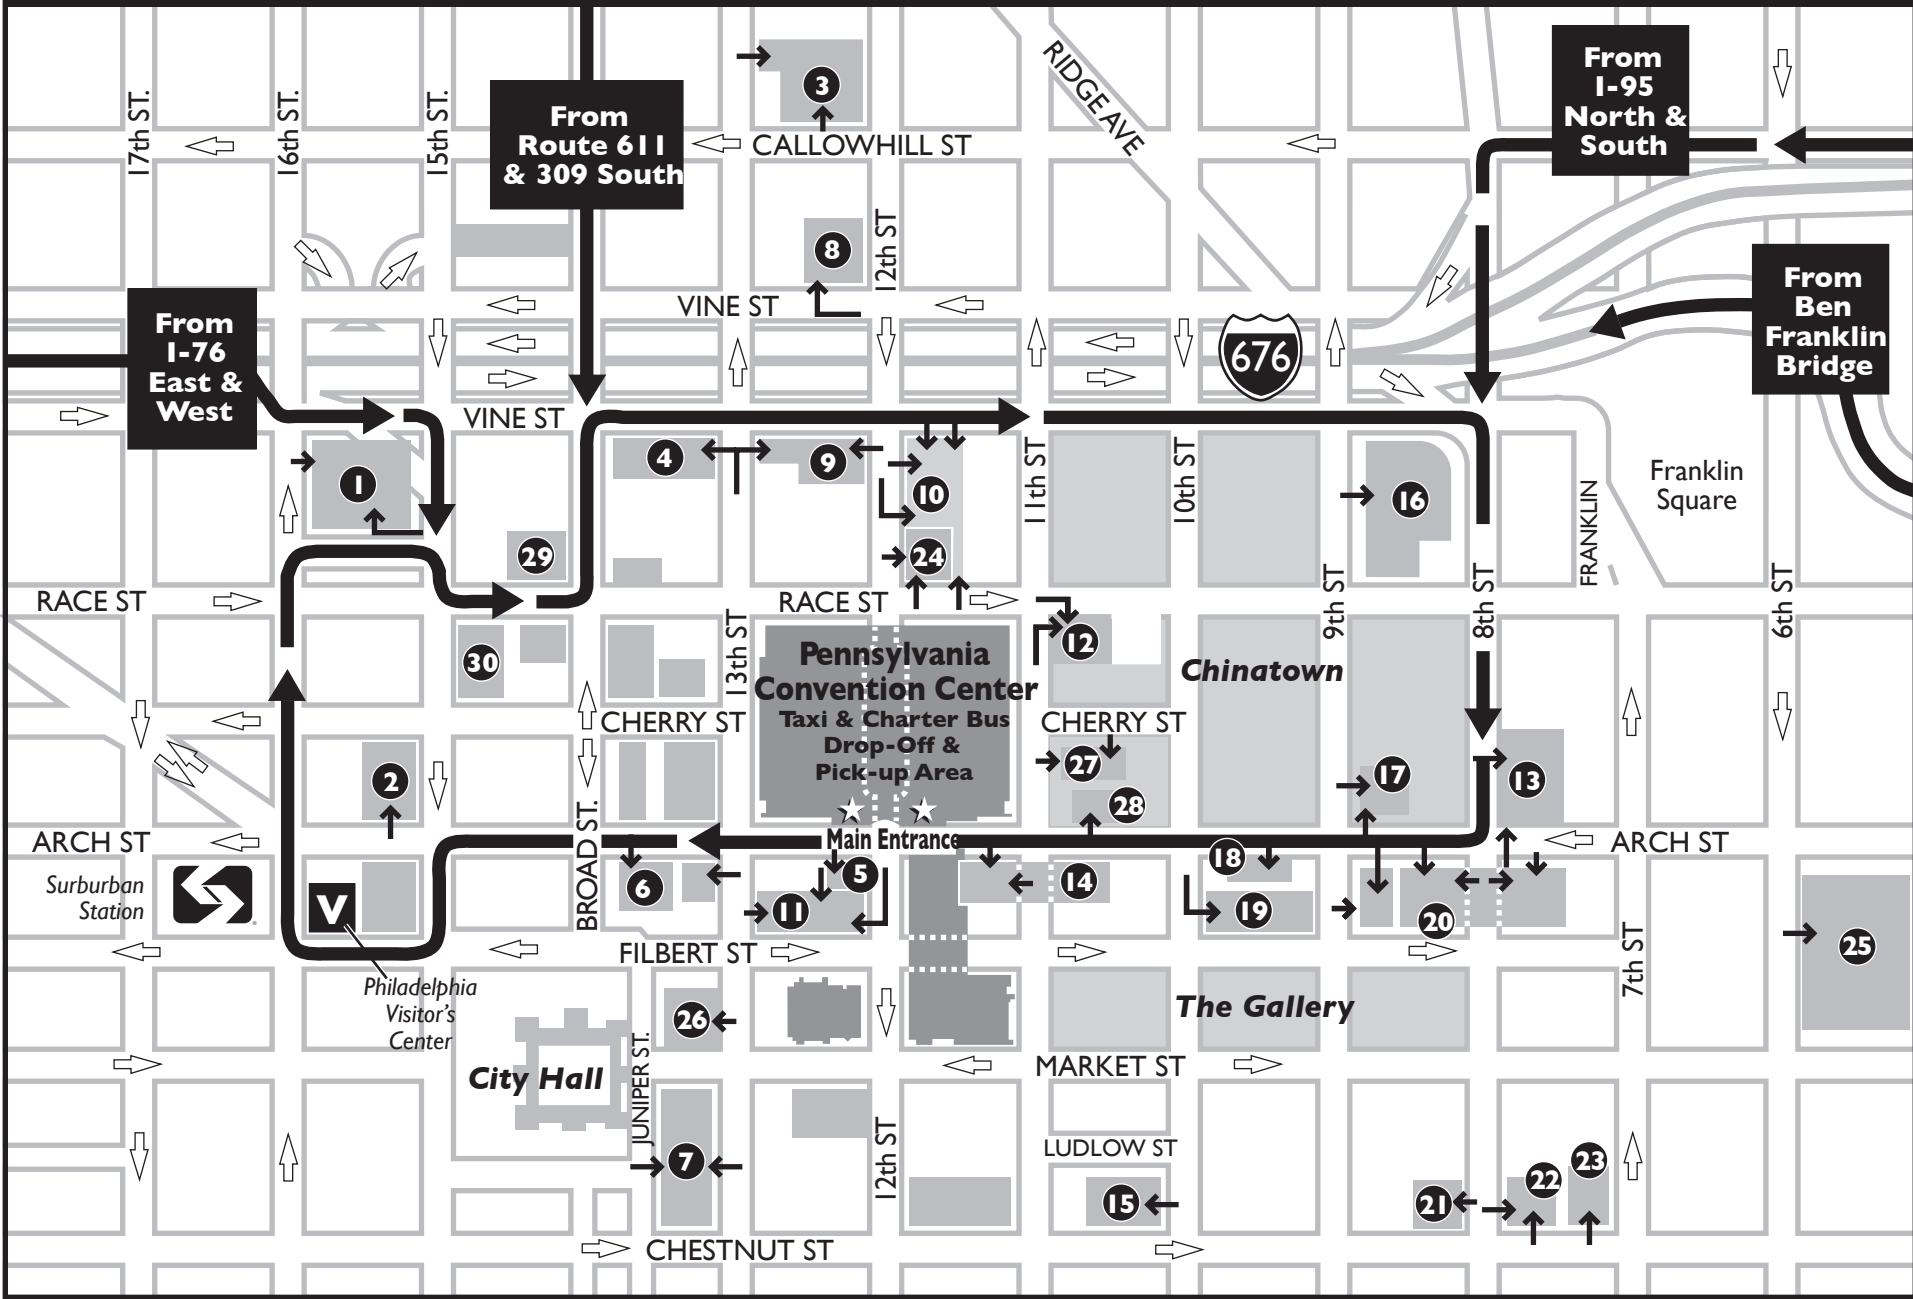 17th ST.
16th ST.
15th ST.
From
Route 611
& 309 South
3
CALLOWHILL ST
RIDGE AVE
From
I-95
North &
South
8
12th ST
VINE ST
From
I-76
East &
West
676
From
Ben
Franklin
Bridge
VINE ST
1
4
9
10
11th ST
10th ST
16
Franklin
Square
FRANKLIN
29
24
RACE ST
RACE ST
9th ST
8th ST
6th ST
30
13th ST
Pennsylvania
Convention Center
Taxi & Charter Bus
Drop-Off &
Pick-up Area
12
Chinatown
CHERRY ST
CHERRY ST
2
27
28
17
13
ARCH ST
BROAD ST.
Main Entrance
ARCH ST
Surburban
Station
V
6
5
11
14
18
19
20
7th ST
25
FILBERT ST
Philadelphia
Visitor's
Center
26
The Gallery
City Hall
JUNIPER ST.
MARKET ST
7
12th ST
LUDLOW ST
15
21
22
23
CHESTNUT ST